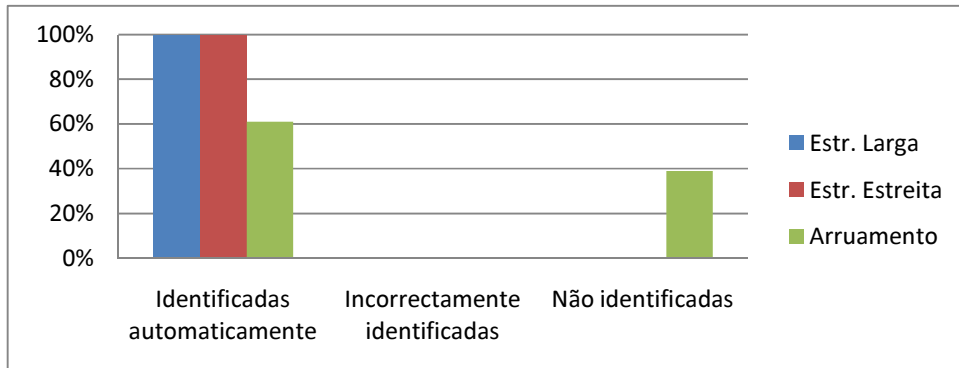 100%
80%
60%
40%
20%
0%
Identificadas
automaticamente
Incorrectamente
identificadas
Não identificadas
Estr. Larga
Estr. Estreita
Arruamento